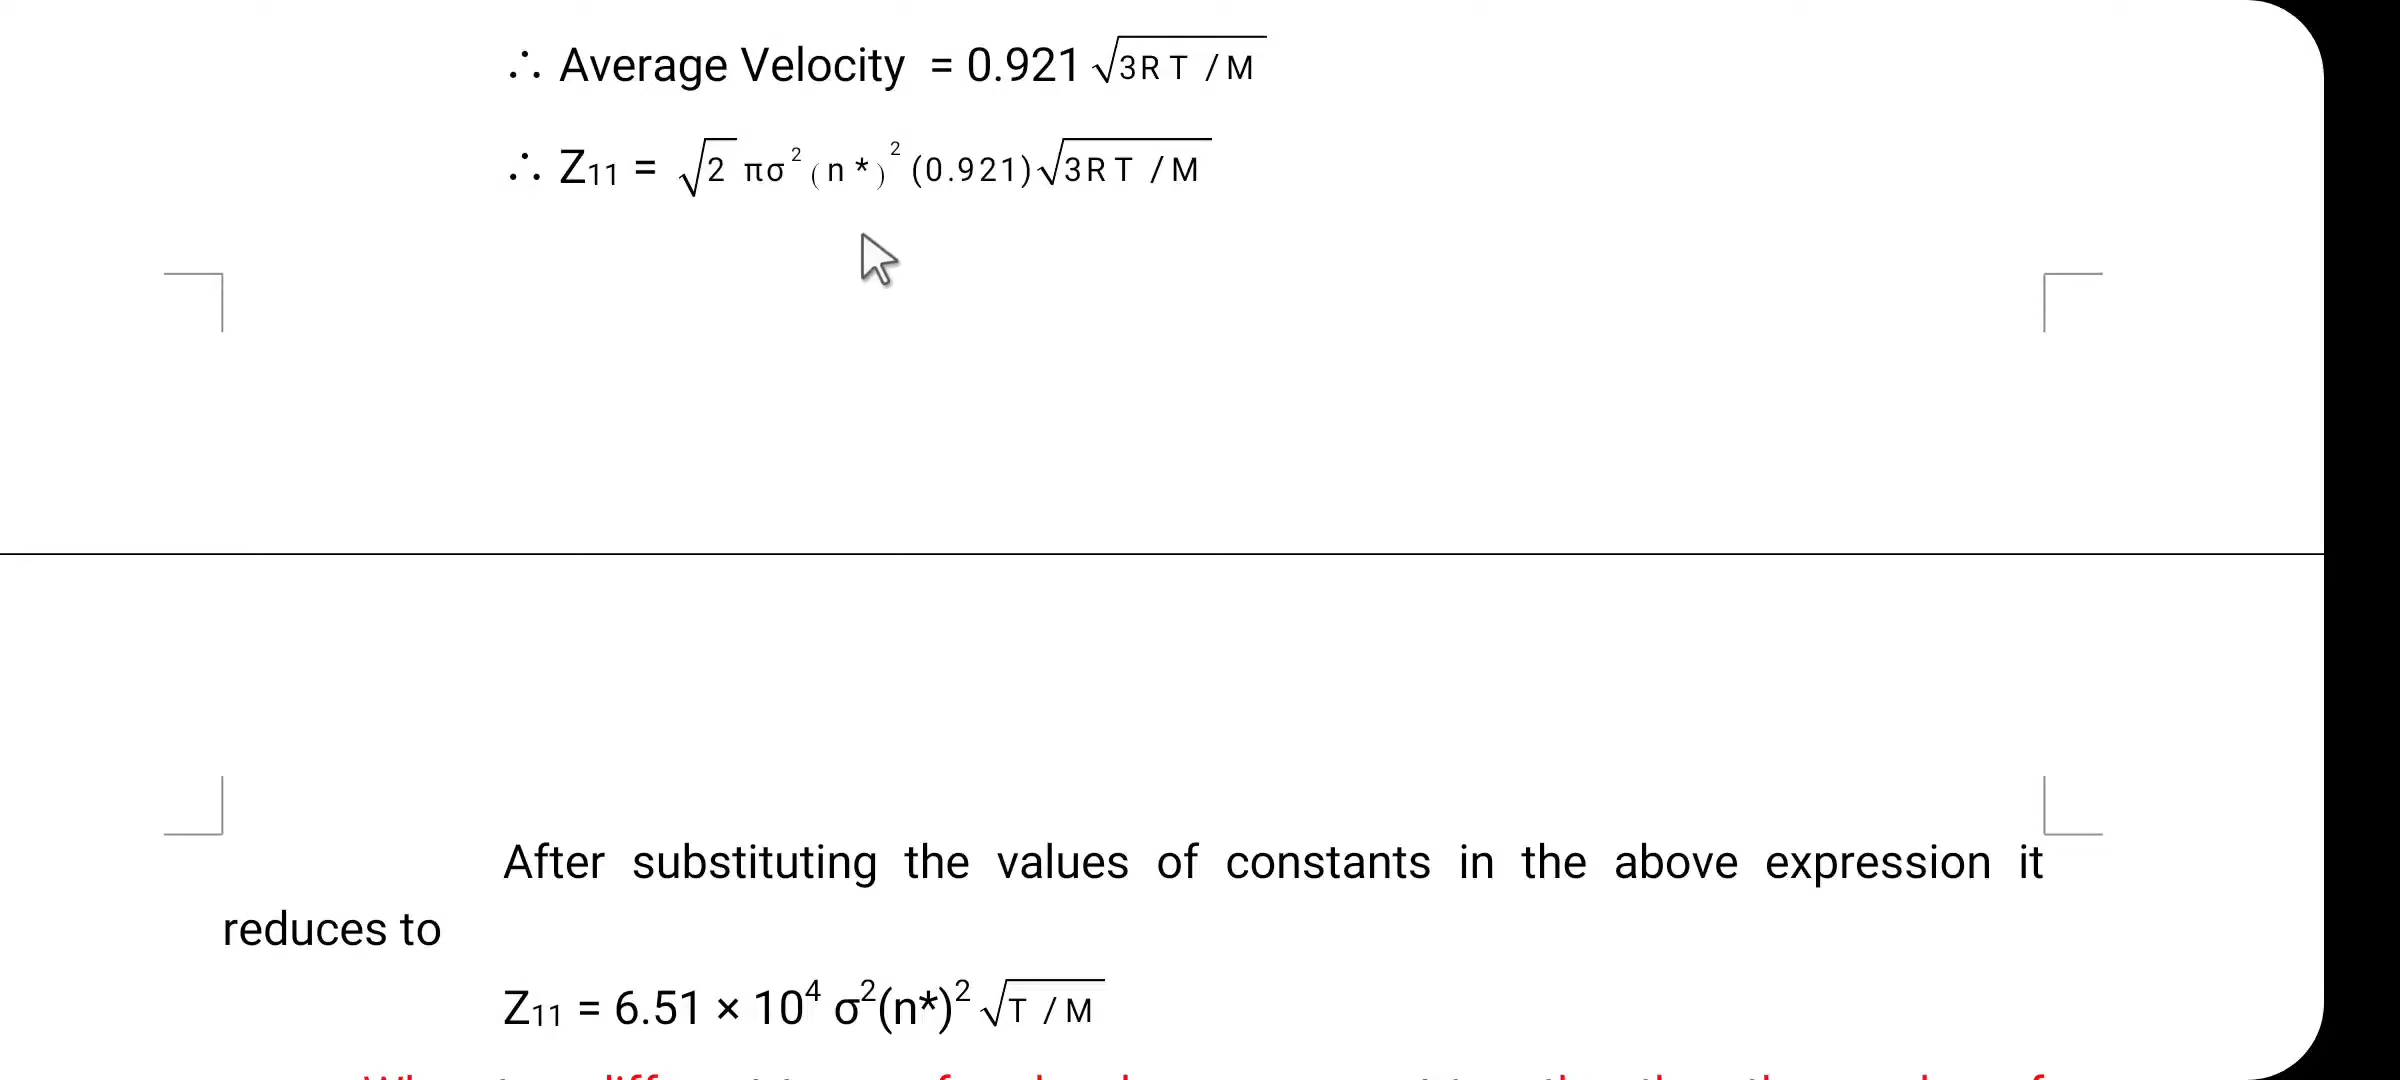 ∴ Average Velocity = 0.921 √3RT/M
∴ Z₁₁ = √2 πσ²(n*)²(0.921)√3RT/M
After substituting the values of constants in the above expression it
reduces to
Z₁₁ = 6.51 × 10⁴ σ²(n*)² √T/M